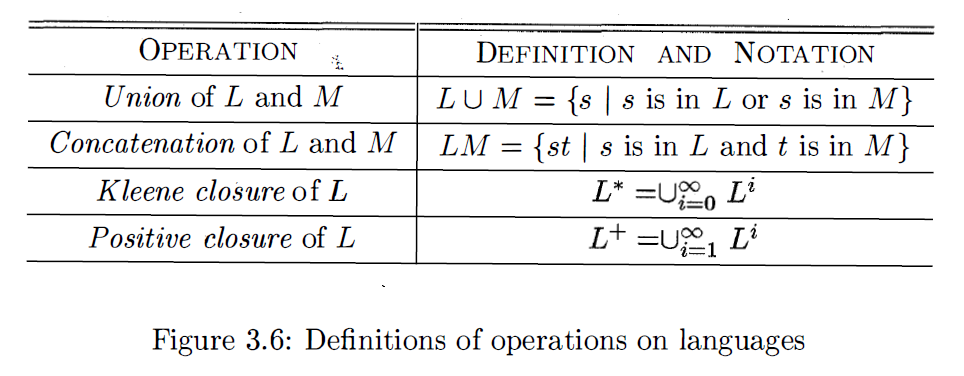 OPERATION DEFINITION AND NOTATION
Union of L and M L ∪ M = {s | s is in L or s is in M}
Concatenation of L and M LM = {st | s is in L and t is in M}
Kleene closure of L L* =∪∞i=0 Lⁱ
Positive closure of L L⁺ =∪∞i=1 Lⁱ
Figure 3.6: Definitions of operations on languages